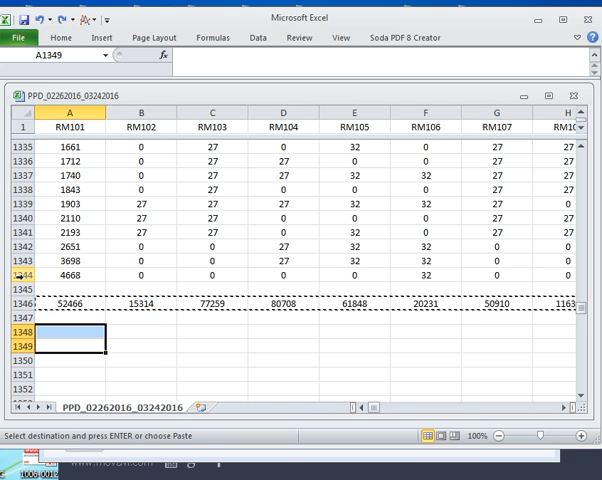 Microsoft Excel
File Home Insert Page Layout Formulas Data Review View Soda PDF 8 Creator
A1349 fx
PPD_02262016_03242016
A B C D E F G H
1 RM101 RM102 RM103 RM104 RM105 RM106 RM107 RM10
1335 1661 0 27 0 32 0 27 27
1336 1712 0 27 27 0 0 27 27
1337 1740 0 27 27 32 32 0 27
1338 1843 0 27 0 32 0 27 0
1339 1903 27 27 27 32 32 0 27
1340 2110 27 27 0 0 0 27 27
1341 2193 27 27 0 32 0 27 27
1342 2651 0 0 27 32 32 0 0
1343 3698 0 0 27 32 32 0 0
1344 4668 0 0 0 0 32 0 0
1345
1346 52466 15314 77259 80708 61848 20231 50910 1163
1347
1348
1349
1350
1351
1352
PPD_02262016_03242016
Select destination and press ENTER or choose Paste 100%